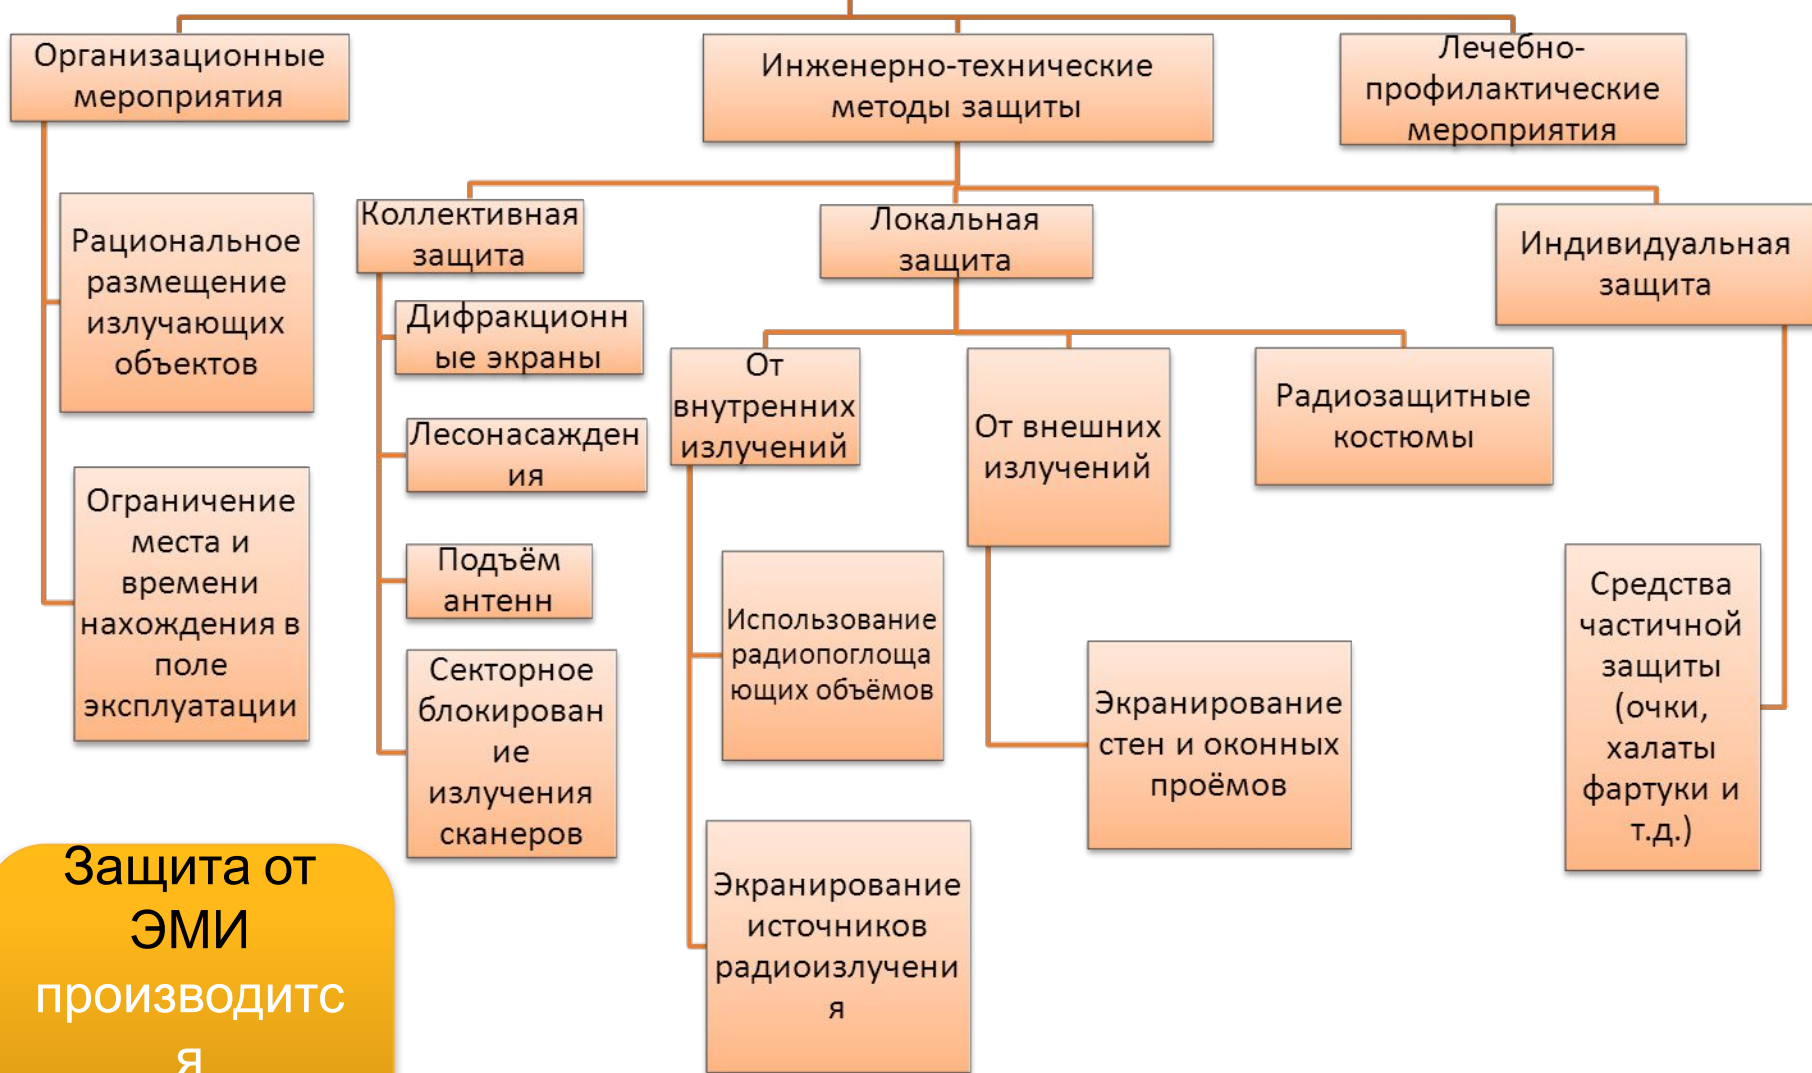 Организационные
мероприятия
Инженерно-технические
методы защиты
Лечебно-
профилактические
мероприятия
Рациональное
размещение
излучающих
объектов
Ограничение
места и
времени
нахождения в
поле
эксплуатации
Коллективная
защита
Дифракционн
ые экраны
Лесонасажден
ия
Подъём
антенн
Секторное
блокирован
ие
излучения
сканеров
Локальная
защита
От
внутренних
излучений
Использование
радиопоглоща
ющих объёмов
Экранирование
источников
радиоизлучени
я
От внешних
излучений
Экранирование
стен и оконных
проёмов
Радиозащитные
костюмы
Индивидуальная
защита
Средства
частичной
защиты
(очки,
халаты
фартуки и
т.д.)
Защита от
ЭМИ
производитс
я